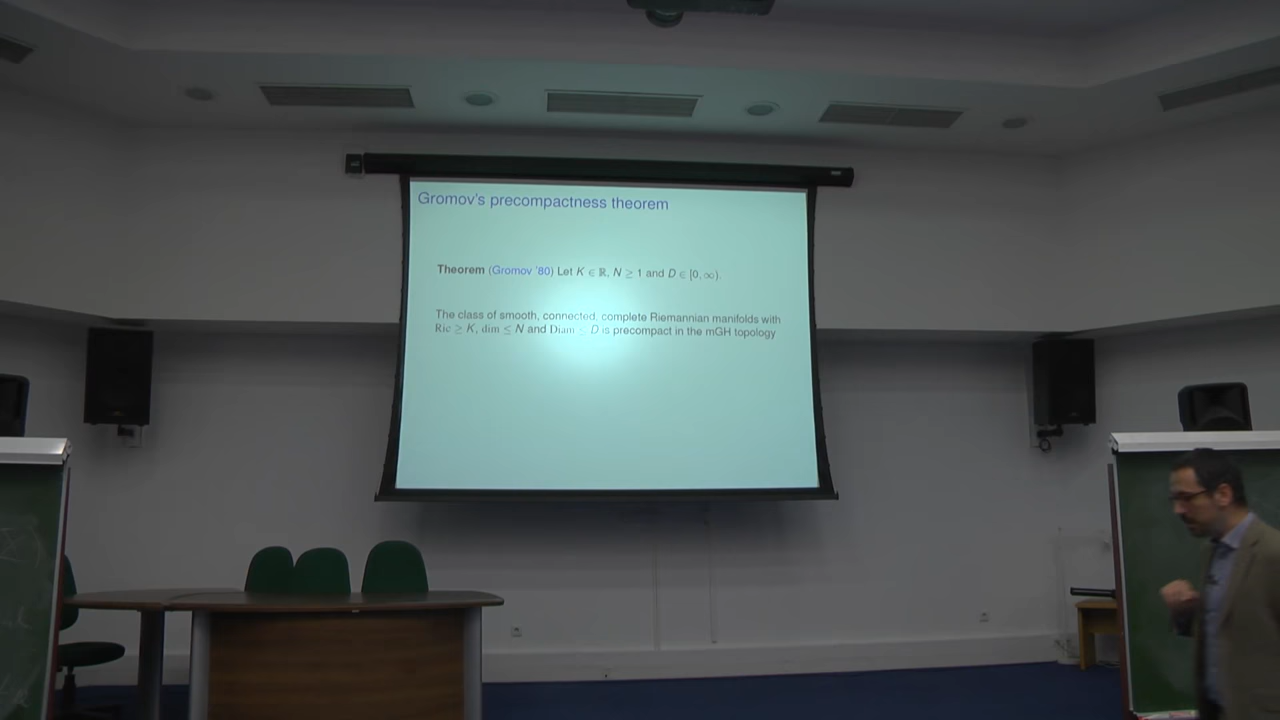 Gromov's precompactness theorem
Theorem (Gromov '80) Let K ∈ ℝ, N ≥ 1 and D ∈ [0, ∞).
The class of smooth, connected, complete Riemannian manifolds with
Ric ≥ K, dim ≤ N and Diam ≤ D is precompact in the mGH topology